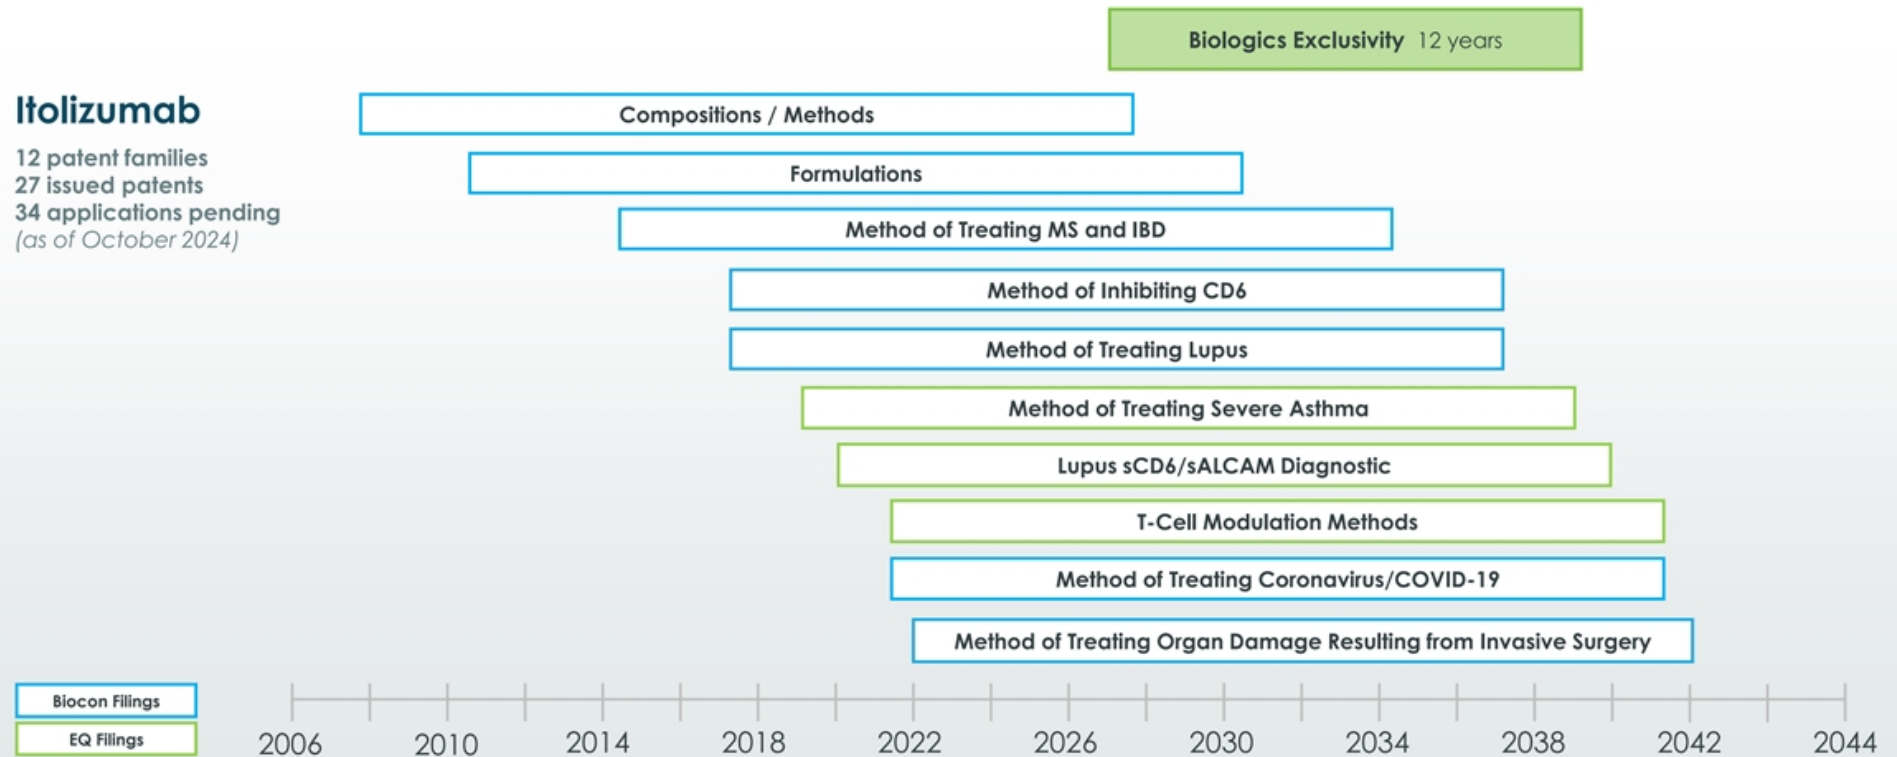 Biologics Exclusivity 12 years
Itolizumab
12 patent families
27 issued patents
34 applications pending
(as of October 2024)
Compositions / Methods
Formulations
Method of Treating MS and IBD
Method of Inhibiting CD6
Method of Treating Lupus
Method of Treating Severe Asthma
Lupus sCD6/sALCAM Diagnostic
T-Cell Modulation Methods
Method of Treating Coronavirus/COVID-19
Method of Treating Organ Damage Resulting from Invasive Surgery
Biocon Filings
EQ Filings
2006 2010 2014 2018 2022 2026 2030 2034 2038 2042 2044